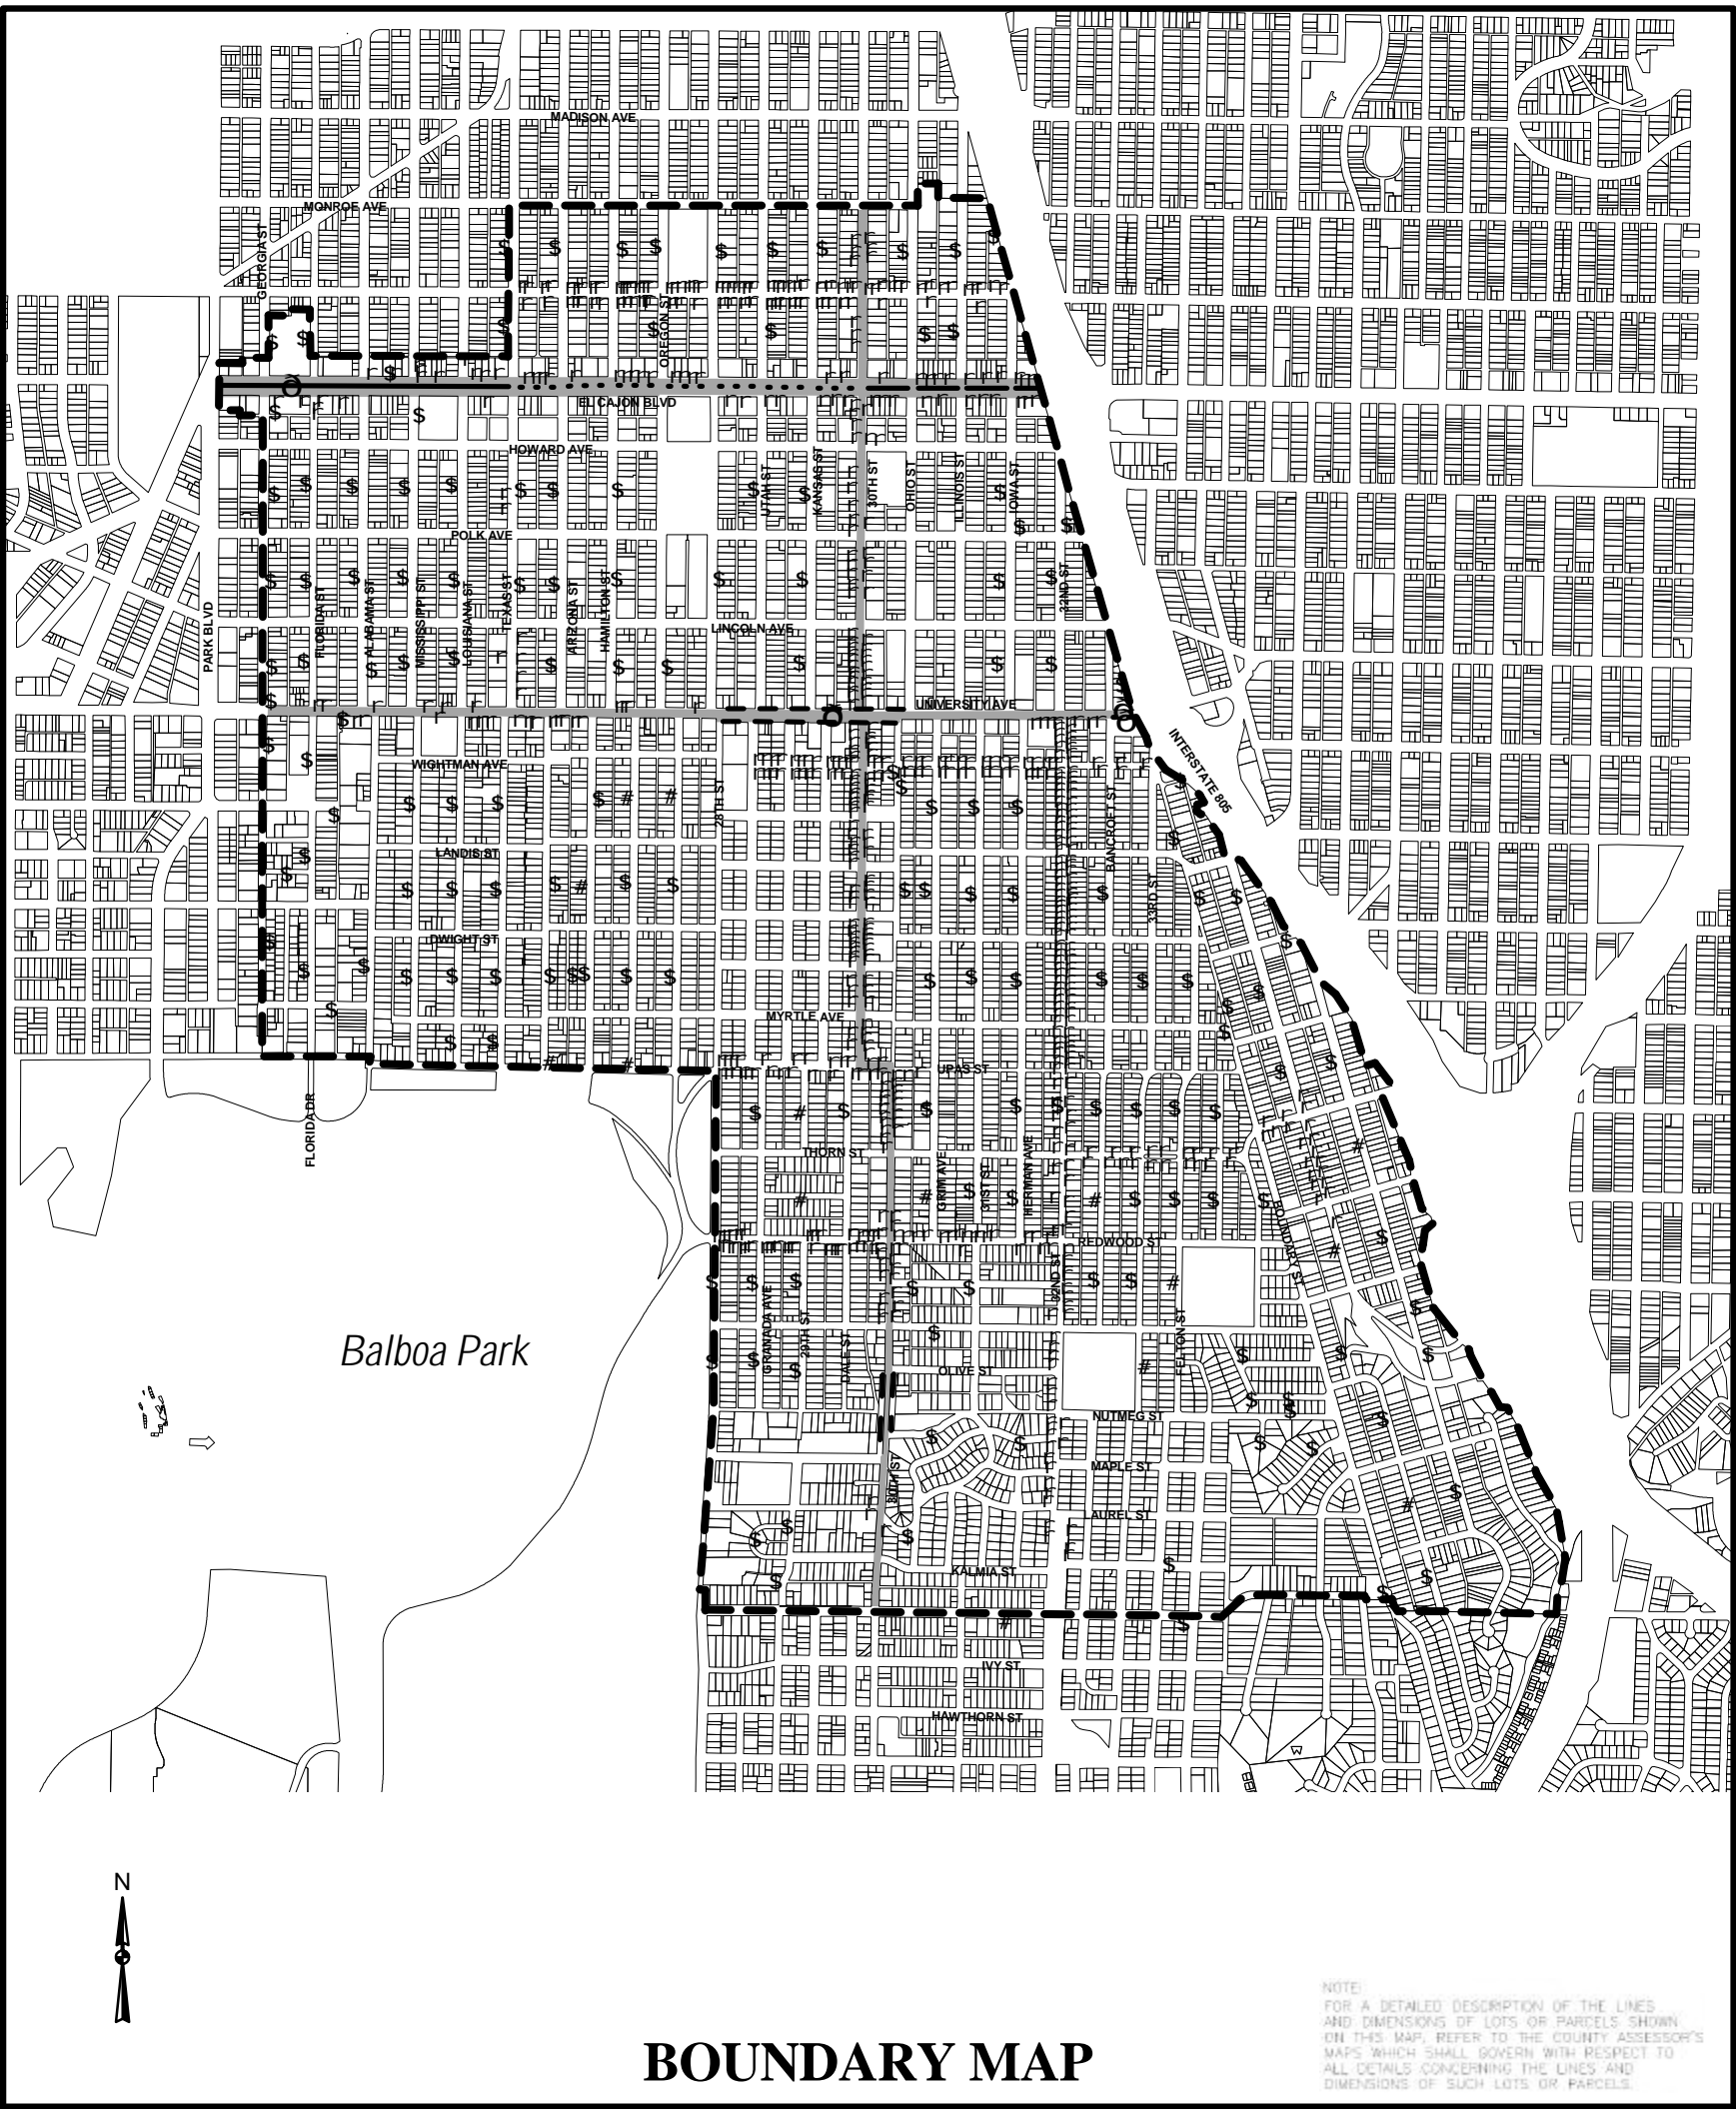 MADISON AVE
MONROE AVE
GEORGIA ST
OREGON ST
EL CAJON BLVD
HOWARD AVE
UTAH ST
KANSAS ST
30TH ST
OHIO ST
ILLINOIS ST
IOWA ST
POLK AVE
PARK BLVD
FLORIDA ST
ALABAMA ST
MISSISSIPPI ST
LOUISIANA ST
TEXAS ST
ARIZONA ST
HAMILTON ST
32ND ST
LINCOLN AVE
UNIVERSITY AVE
INTERSTATE 805
WIGHTMAN AVE
28TH ST
BANCROFT ST
LANDIS ST
33RD ST
DWIGHT ST
MYRTLE AVE
UPAS ST
FLORIDA DR
THORN ST
GRIM AVE
31ST ST
HERMAN AVE
BOUNDARY ST
REDWOOD ST
32ND ST
GRANADA AVE
29TH ST
DALE ST
FELTON ST
Balboa Park
OLIVE ST
NUTMEG ST
MAPLE ST
30TH ST
LAUREL ST
KALMIA ST
IVY ST
HAWTHORN ST
N
NOTE:
FOR A DETAILED DESCRIPTION OF THE LINES
AND DIMENSIONS OF LOTS OR PARCELS SHOWN
ON THIS MAP, REFER TO THE COUNTY ASSESSOR'S
MAPS WHICH SHALL GOVERN WITH RESPECT TO
ALL DETAILS CONCERNING THE LINES AND
DIMENSIONS OF SUCH LOTS OR PARCELS.
BOUNDARY MAP